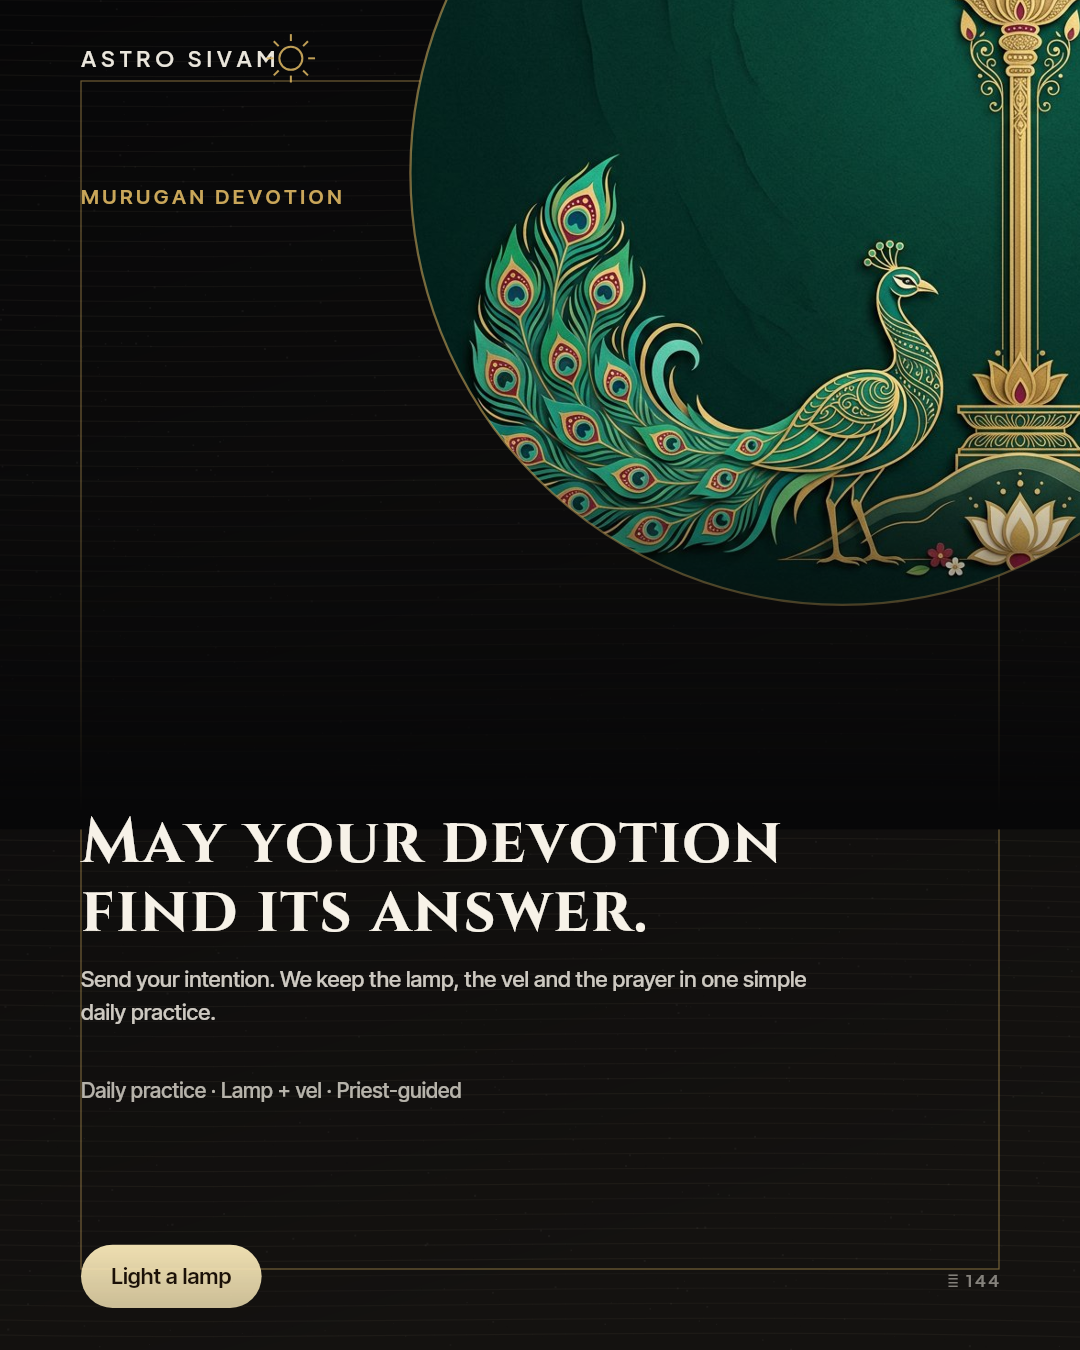 ASTRO SIVAM
MURUGAN DEVOTION
MAY YOUR DEVOTION
FIND ITS ANSWER.
Send your intention. We keep the lamp, the vel and the prayer in one simple
daily practice.
Daily practice · Lamp + vel · Priest-guided
Light a lamp
144